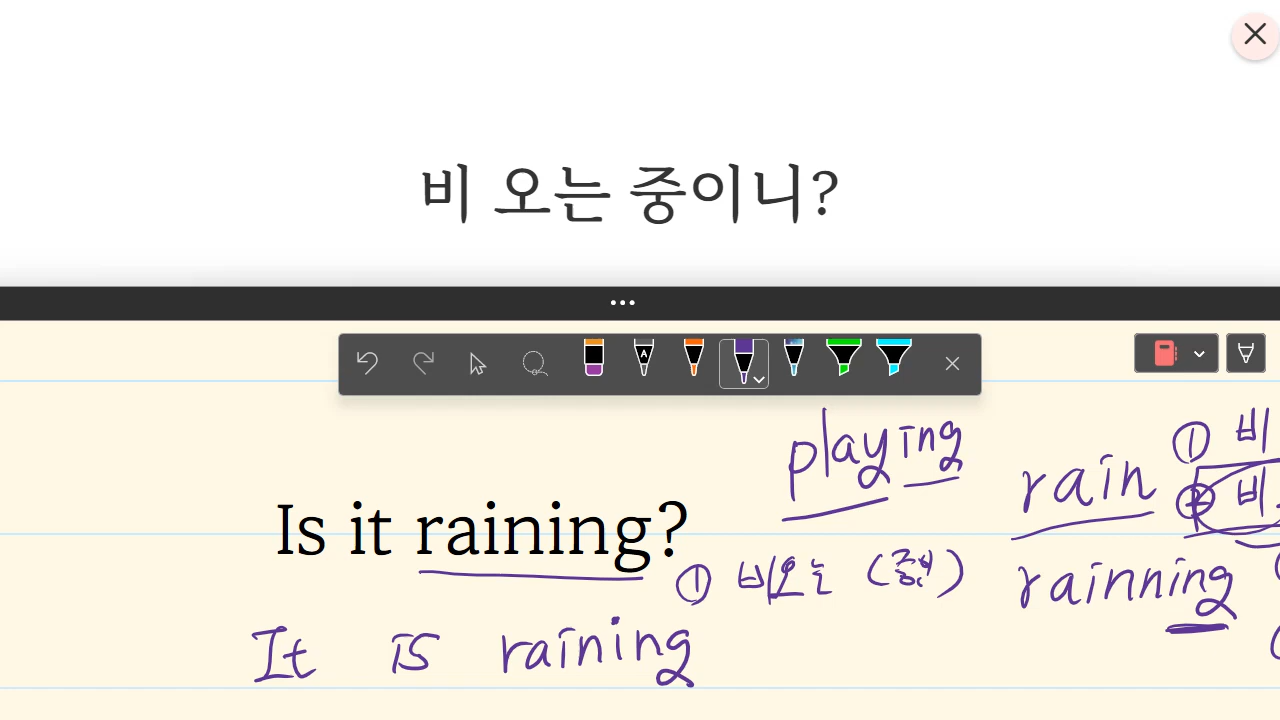 비 오는 중이니?
A
playing
rain
① 비
② 비
Is it raining?
① 비오는
rainning
It is raining